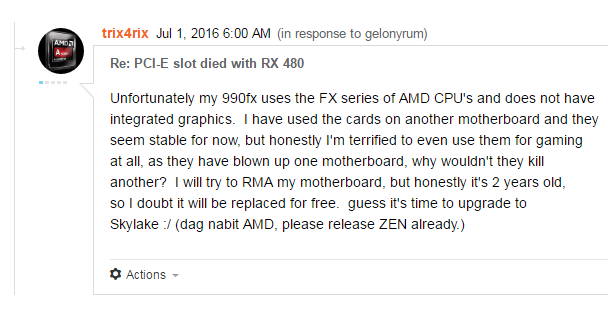 trix4rix Jul 1, 2016 6:00 AM (in response to gelonyrum)
Re: PCI-E slot died with RX 480
Unfortunately my 990fx uses the FX series of AMD CPU's and does not have
integrated graphics.  I have used the cards on another motherboard and they
seem stable for now, but honestly I'm terrified to even use them for gaming
at all, as they have blown up one motherboard, why wouldn't they kill
another?  I will try to RMA my motherboard, but honestly it's 2 years old,
so I doubt it will be replaced for free.  guess it's time to upgrade to
Skylake :/ (dag nabit AMD, please release ZEN already.)
Actions
AMD
A